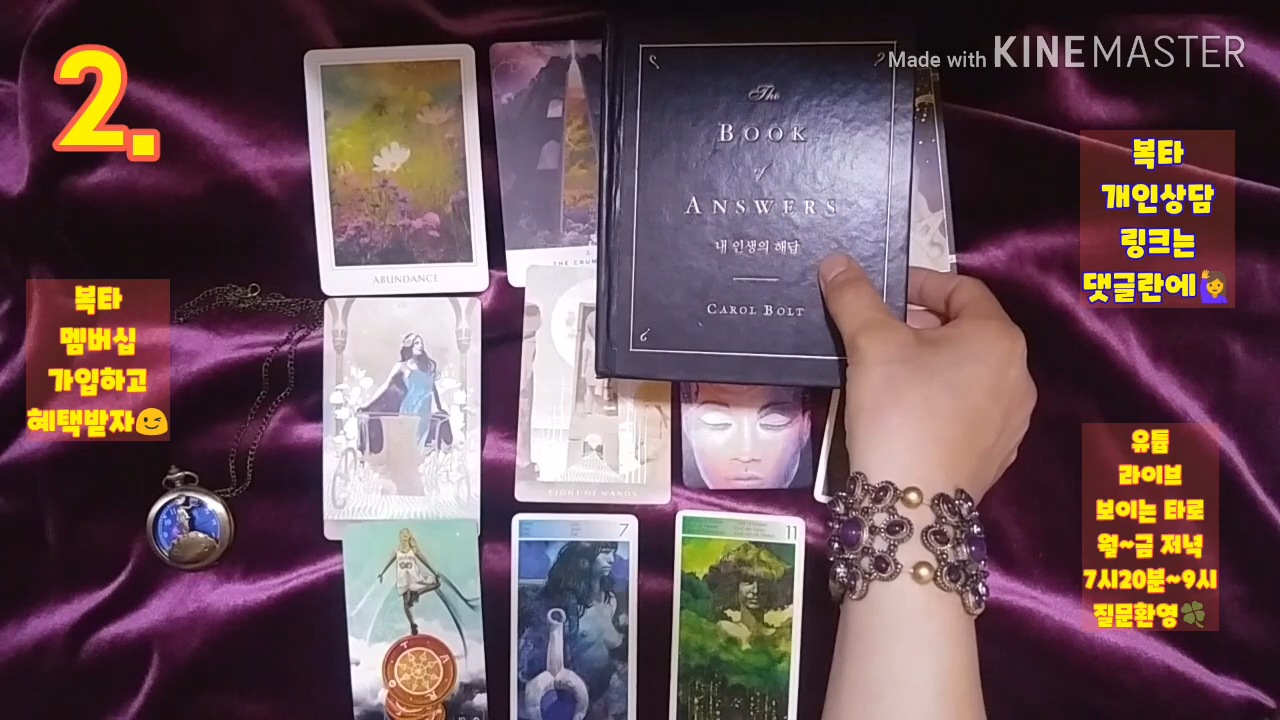 2.
Made with KINEMASTER
The
BOOK
of
ANSWERS
내 인생의 해답
CAROL BOLT
ABUNDANCE
THE CRUM
EIGHT OF WANDS
7
11
복타
멤버십
가입하고
혜택받자😉
복타
개인상담
링크는
댓글란에🙋‍♀️
유튭
라이브
보이는 타로
월~금 저녁
7시20분~9시
질문환영🍀